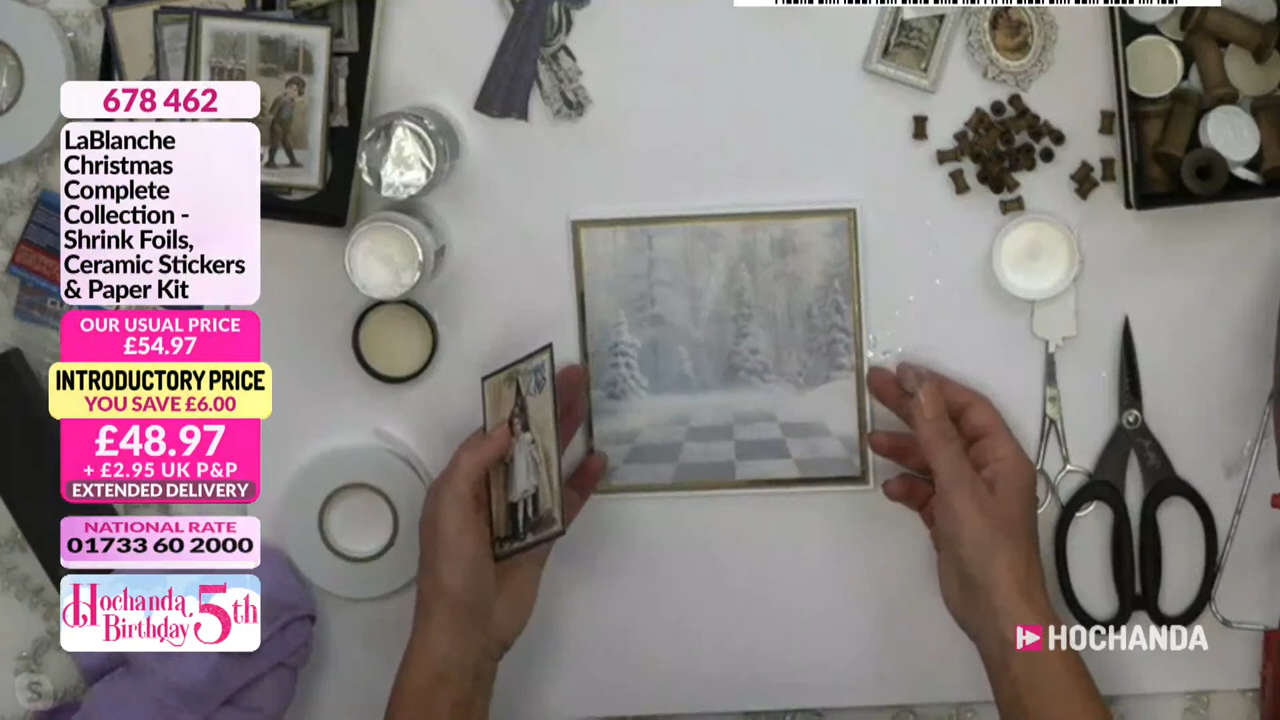 678 462
LaBlanche
Christmas
Complete
Collection -
Shrink Foils,
Ceramic Stickers
& Paper Kit
OUR USUAL PRICE
£54.97
INTRODUCTORY PRICE
YOU SAVE £6.00
£48.97
+ £2.95 UK P&P
EXTENDED DELIVERY
NATIONAL RATE
01733 60 2000
Hochanda
Birthday 5th
HOCHANDA